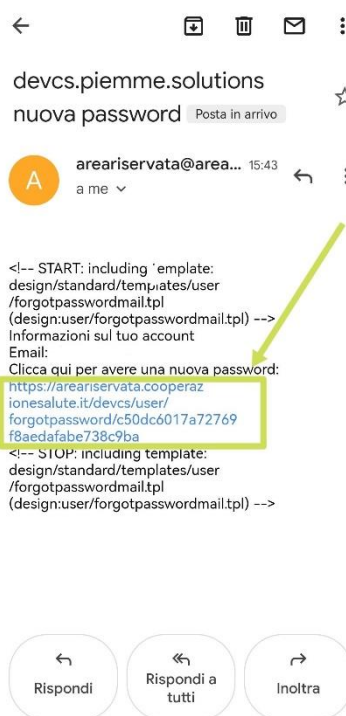 devcs.piemme.solutions
nuova password Posta in arrivo
A
areariservata@area... 15:43
a me
<!-- START: including template:
design/standard/templates/user
/forgotpasswordmail.tpl
(design:user/forgotpasswordmail.tpl) -->
Informazioni sul tuo account
Email:
Clicca qui per avere una nuova password:
https://areariservata.cooperaz
ionesalute.it/devcs/user/
forgotpassword/c50dc6017a72769
f8aedafabe738c9ba
<!-- STOP: including template:
design/standard/templates/user
/forgotpasswordmail.tpl
(design:user/forgotpasswordmail.tpl) -->
Rispondi
Rispondi a
tutti
Inoltra